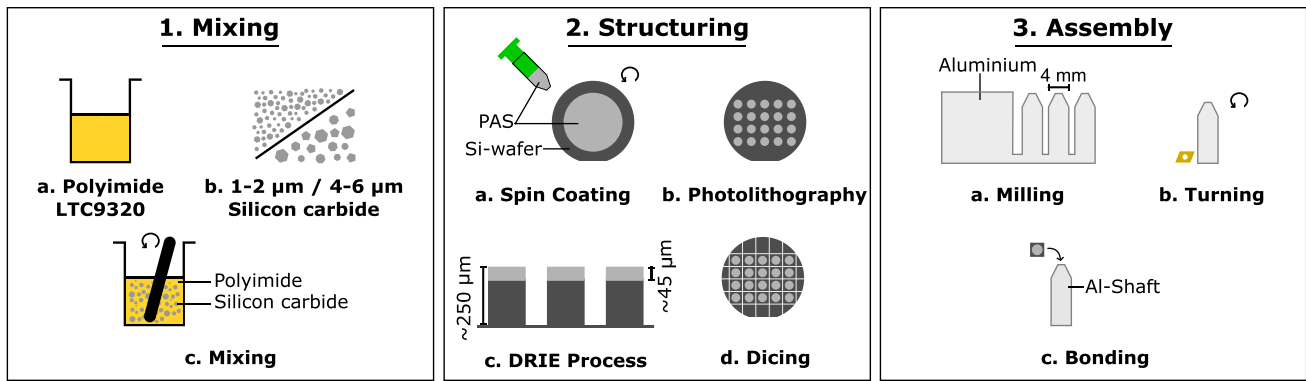 1. Mixing
a. Polyimide
LTC9320
b. 1-2 µm / 4-6 µm
Silicon carbide
Polyimide
Silicon carbide
c. Mixing
2. Structuring
PAS
Si-wafer
a. Spin Coating
b. Photolithography
~250 µm
~45 µm
c. DRIE Process
d. Dicing
3. Assembly
Aluminium
4 mm
a. Milling
b. Turning
Al-Shaft
c. Bonding